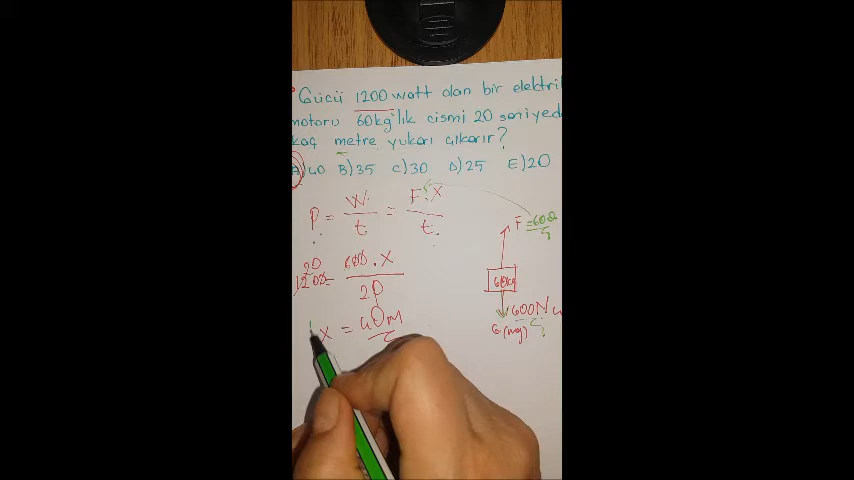 Gücü 1200 watt olan bir elektrik
motoru 60kg'lık cismi 20 saniyede
kaç metre yukarı çıkarır?
A) 40 B) 35 C) 30 D) 25 E) 20
P = W/t = F.X/t
F = 600
20
1200 = 600.X/20
60kg
600N
G(mg)
X = 40m